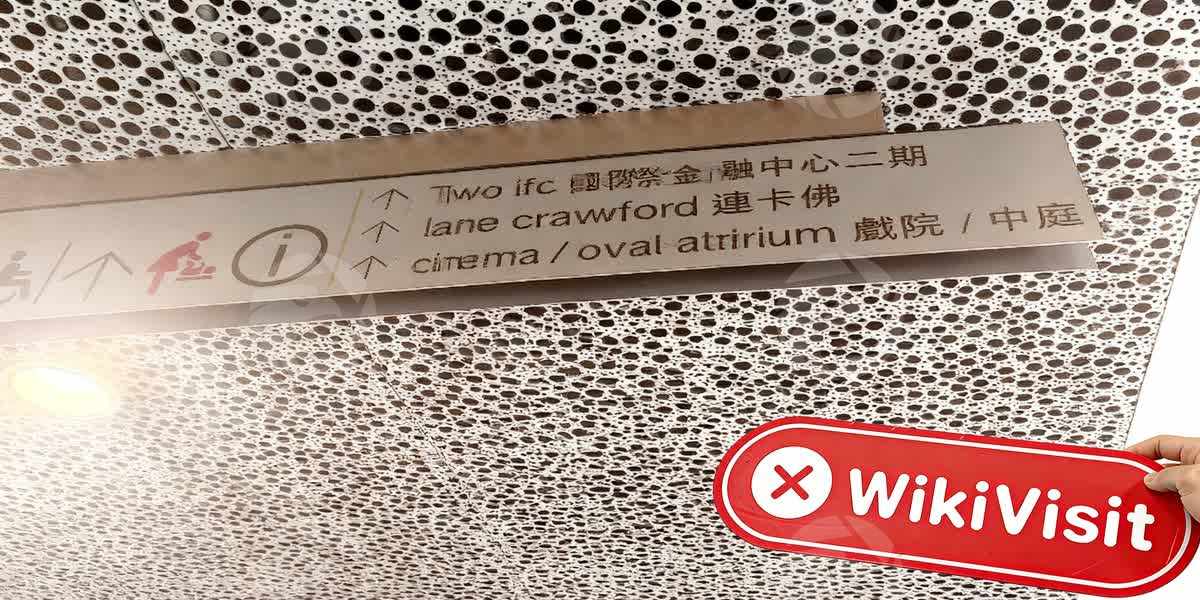 Two ifc 國際金融中心二期
lane crawford 連卡佛
cirema / oval atririum 戲院 / 中庭
WikiVisit